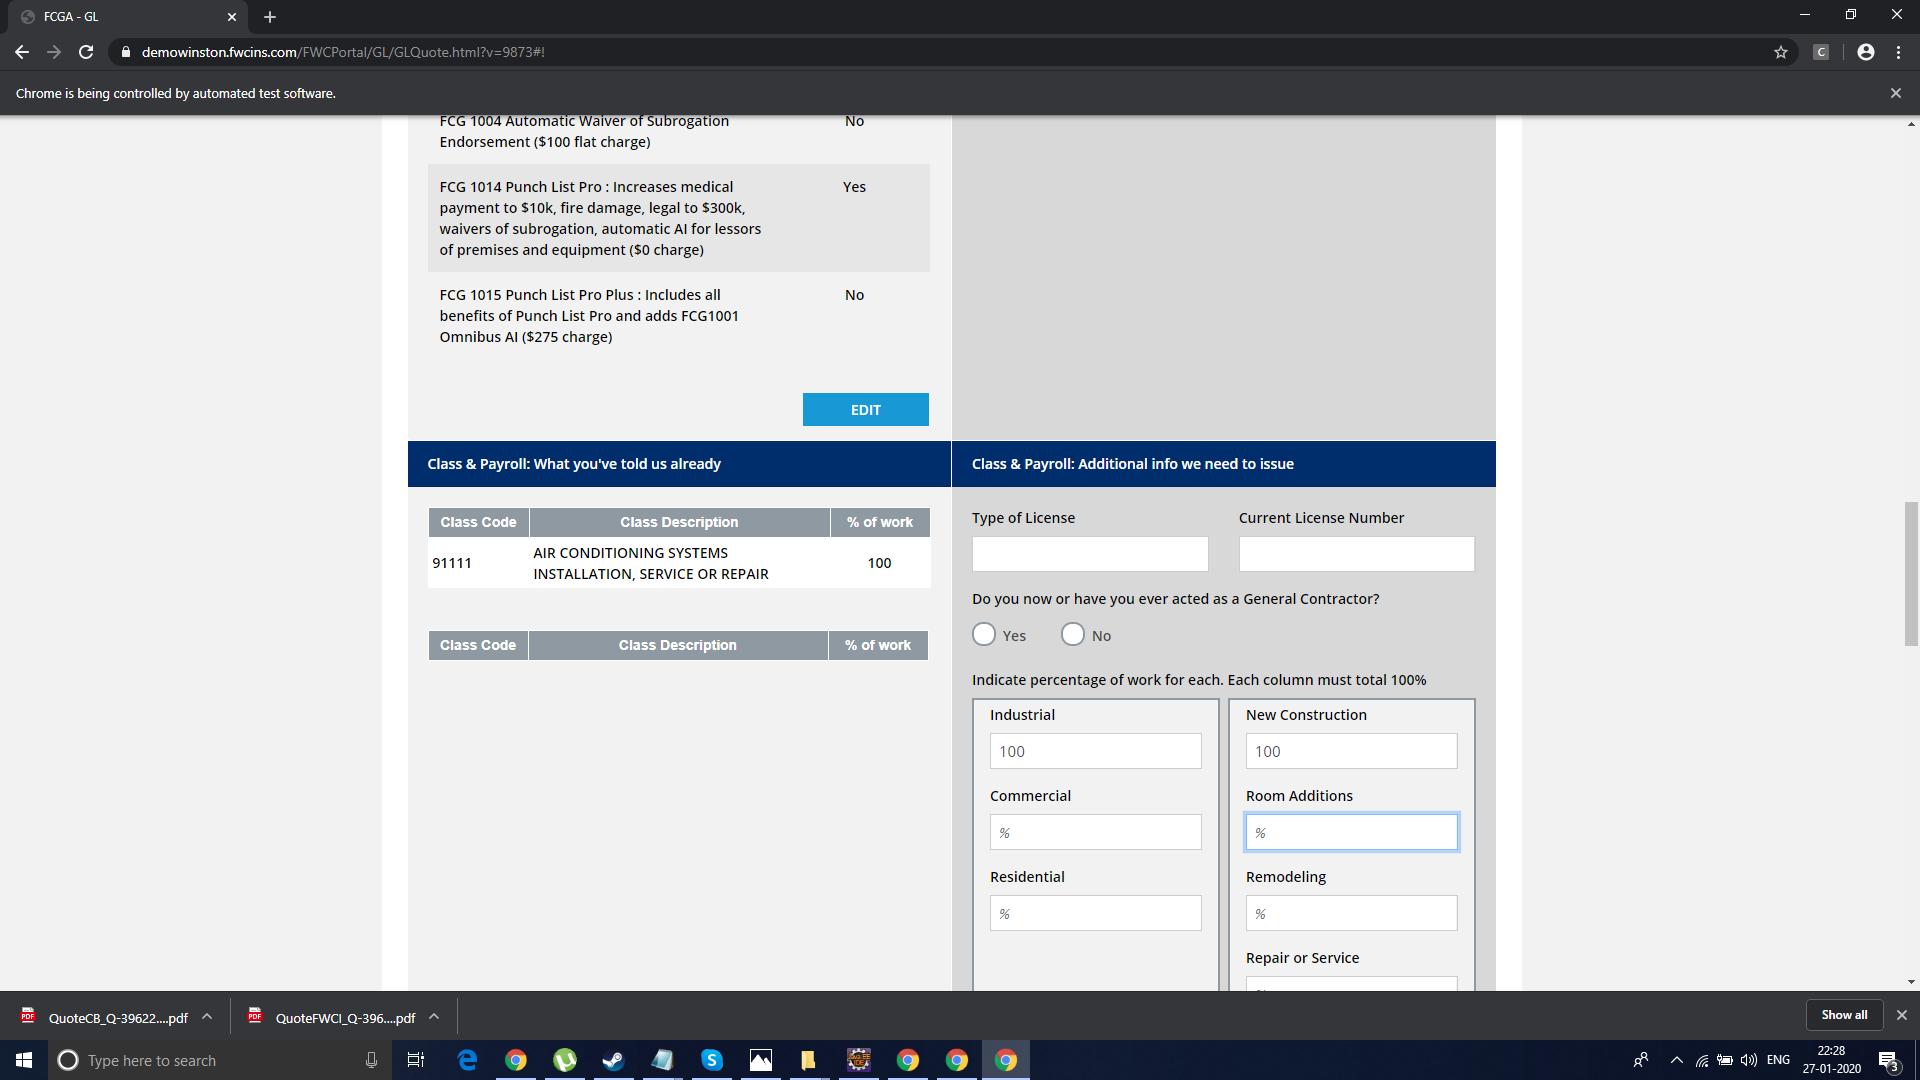 FCGA - GL
demowinston.fwcins.com/FWCPortal/GL/GLQuote.html?v=9873#!
C
Chrome is being controlled by automated test software.
FCG 1004 Automatic Waiver of Subrogation
Endorsement ($100 flat charge)
No
FCG 1014 Punch List Pro : Increases medical
payment to $10k, fire damage, legal to $300k,
waivers of subrogation, automatic AI for lessors
of premises and equipment ($0 charge)
Yes
FCG 1015 Punch List Pro Plus : Includes all
benefits of Punch List Pro and adds FCG1001
Omnibus AI ($275 charge)
No
EDIT
Class & Payroll: What you've told us already
Class Code Class Description % of work
91111
AIR CONDITIONING SYSTEMS
INSTALLATION, SERVICE OR REPAIR
100
Class Code Class Description % of work
Class & Payroll: Additional info we need to issue
Type of License
Current License Number
Do you now or have you ever acted as a General Contractor?
Yes
No
Indicate percentage of work for each. Each column must total 100%
Industrial
100
Commercial
%
Residential
%
New Construction
100
Room Additions
%
Remodeling
%
Repair or Service
QuoteCB_Q-39622....pdf
QuoteFWCI_Q-396....pdf
Show all
Type here to search
ENG
22:28
27-01-2020
3